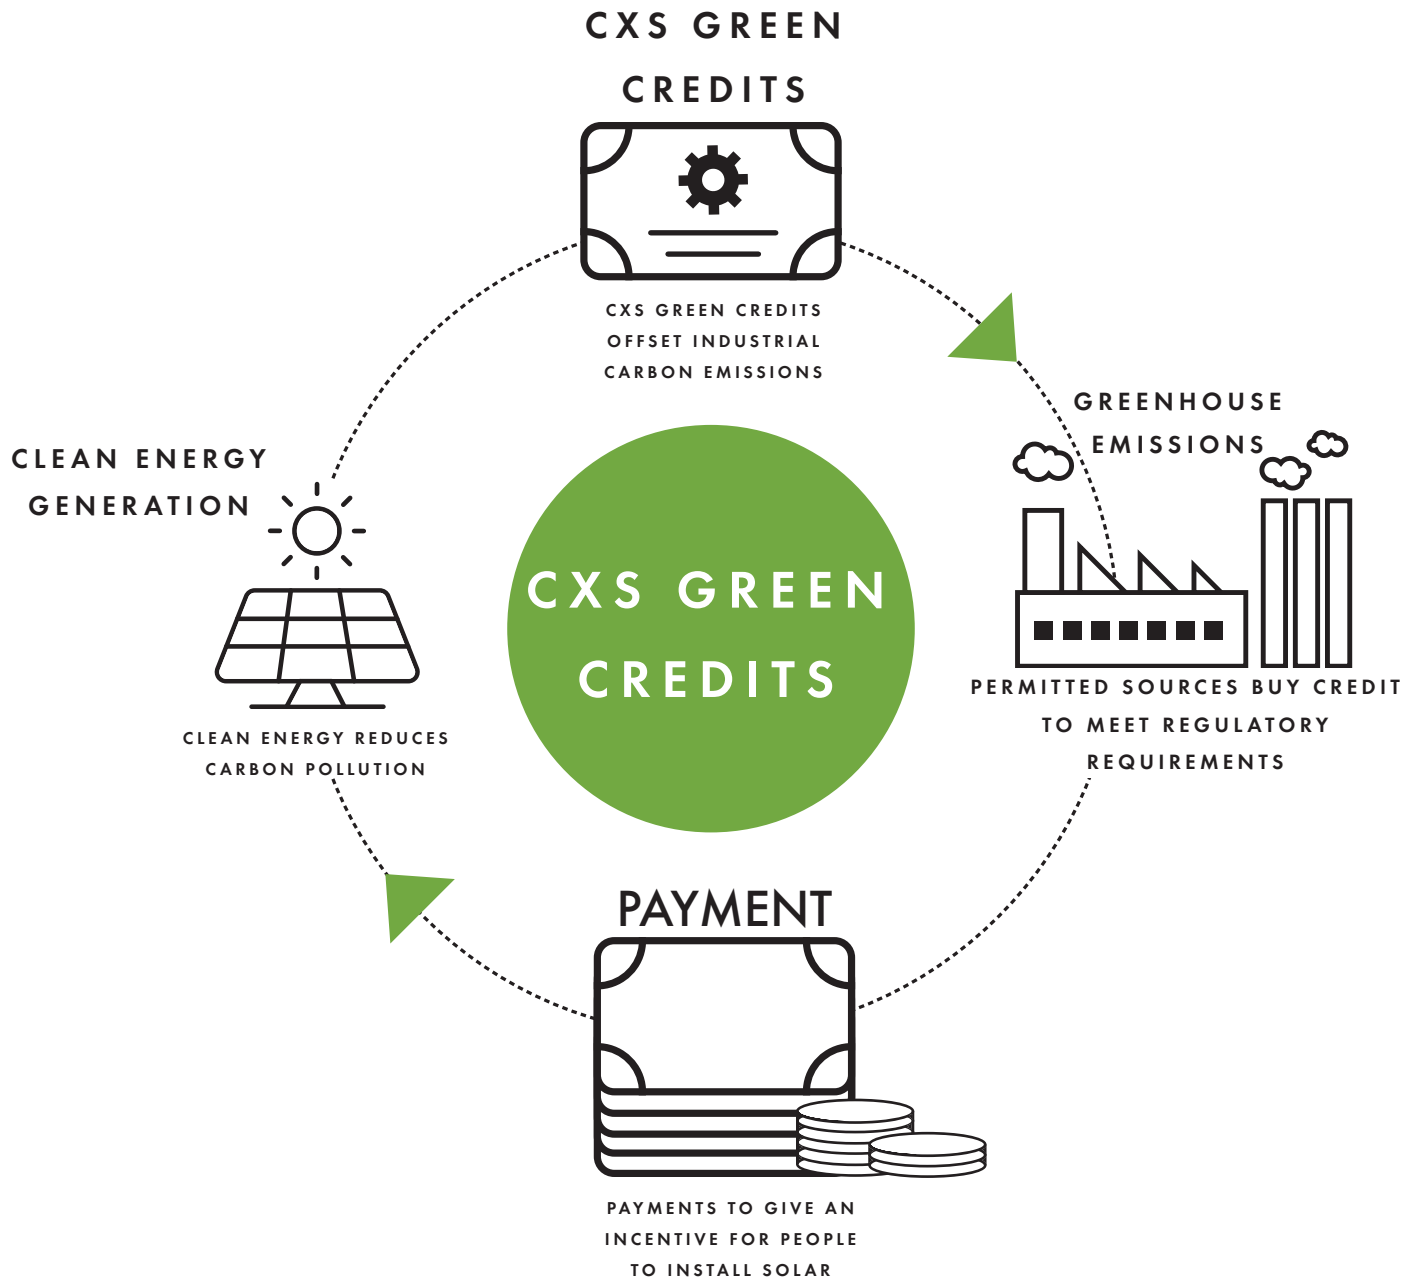 CXS GREEN
CREDITS
CXS GREEN CREDITS
OFFSET INDUSTRIAL
CARBON EMISSIONS
GREENHOUSE
EMISSIONS
CLEAN ENERGY
GENERATION
CXS GREEN
CREDITS
PERMITTED SOURCES BUY CREDIT
TO MEET REGULATORY
REQUIREMENTS
CLEAN ENERGY REDUCES
CARBON POLLUTION
PAYMENT
PAYMENTS TO GIVE AN
INCENTIVE FOR PEOPLE
TO INSTALL SOLAR